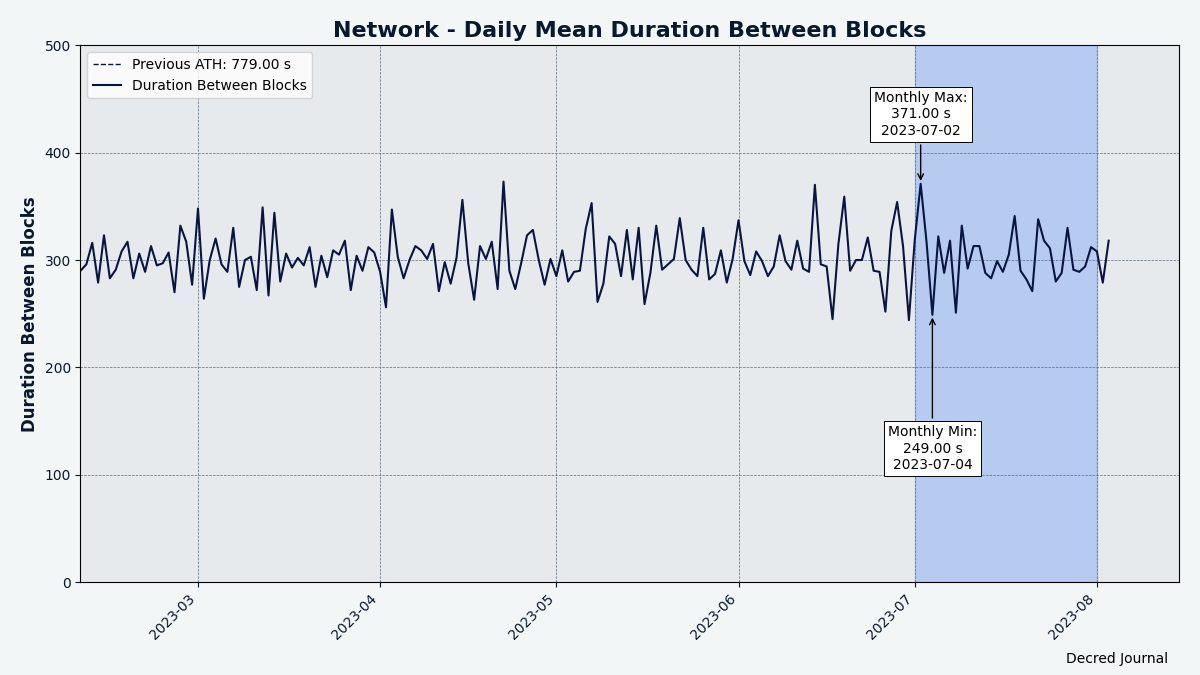 Network - Daily Mean Duration Between Blocks
Previous ATH: 779.00 s
Duration Between Blocks
Monthly Max:
371.00 s
2023-07-02
Monthly Min:
249.00 s
2023-07-04
Duration Between Blocks
500
400
300
200
100
0
2023-03
2023-04
2023-05
2023-06
2023-07
2023-08
Decred Journal